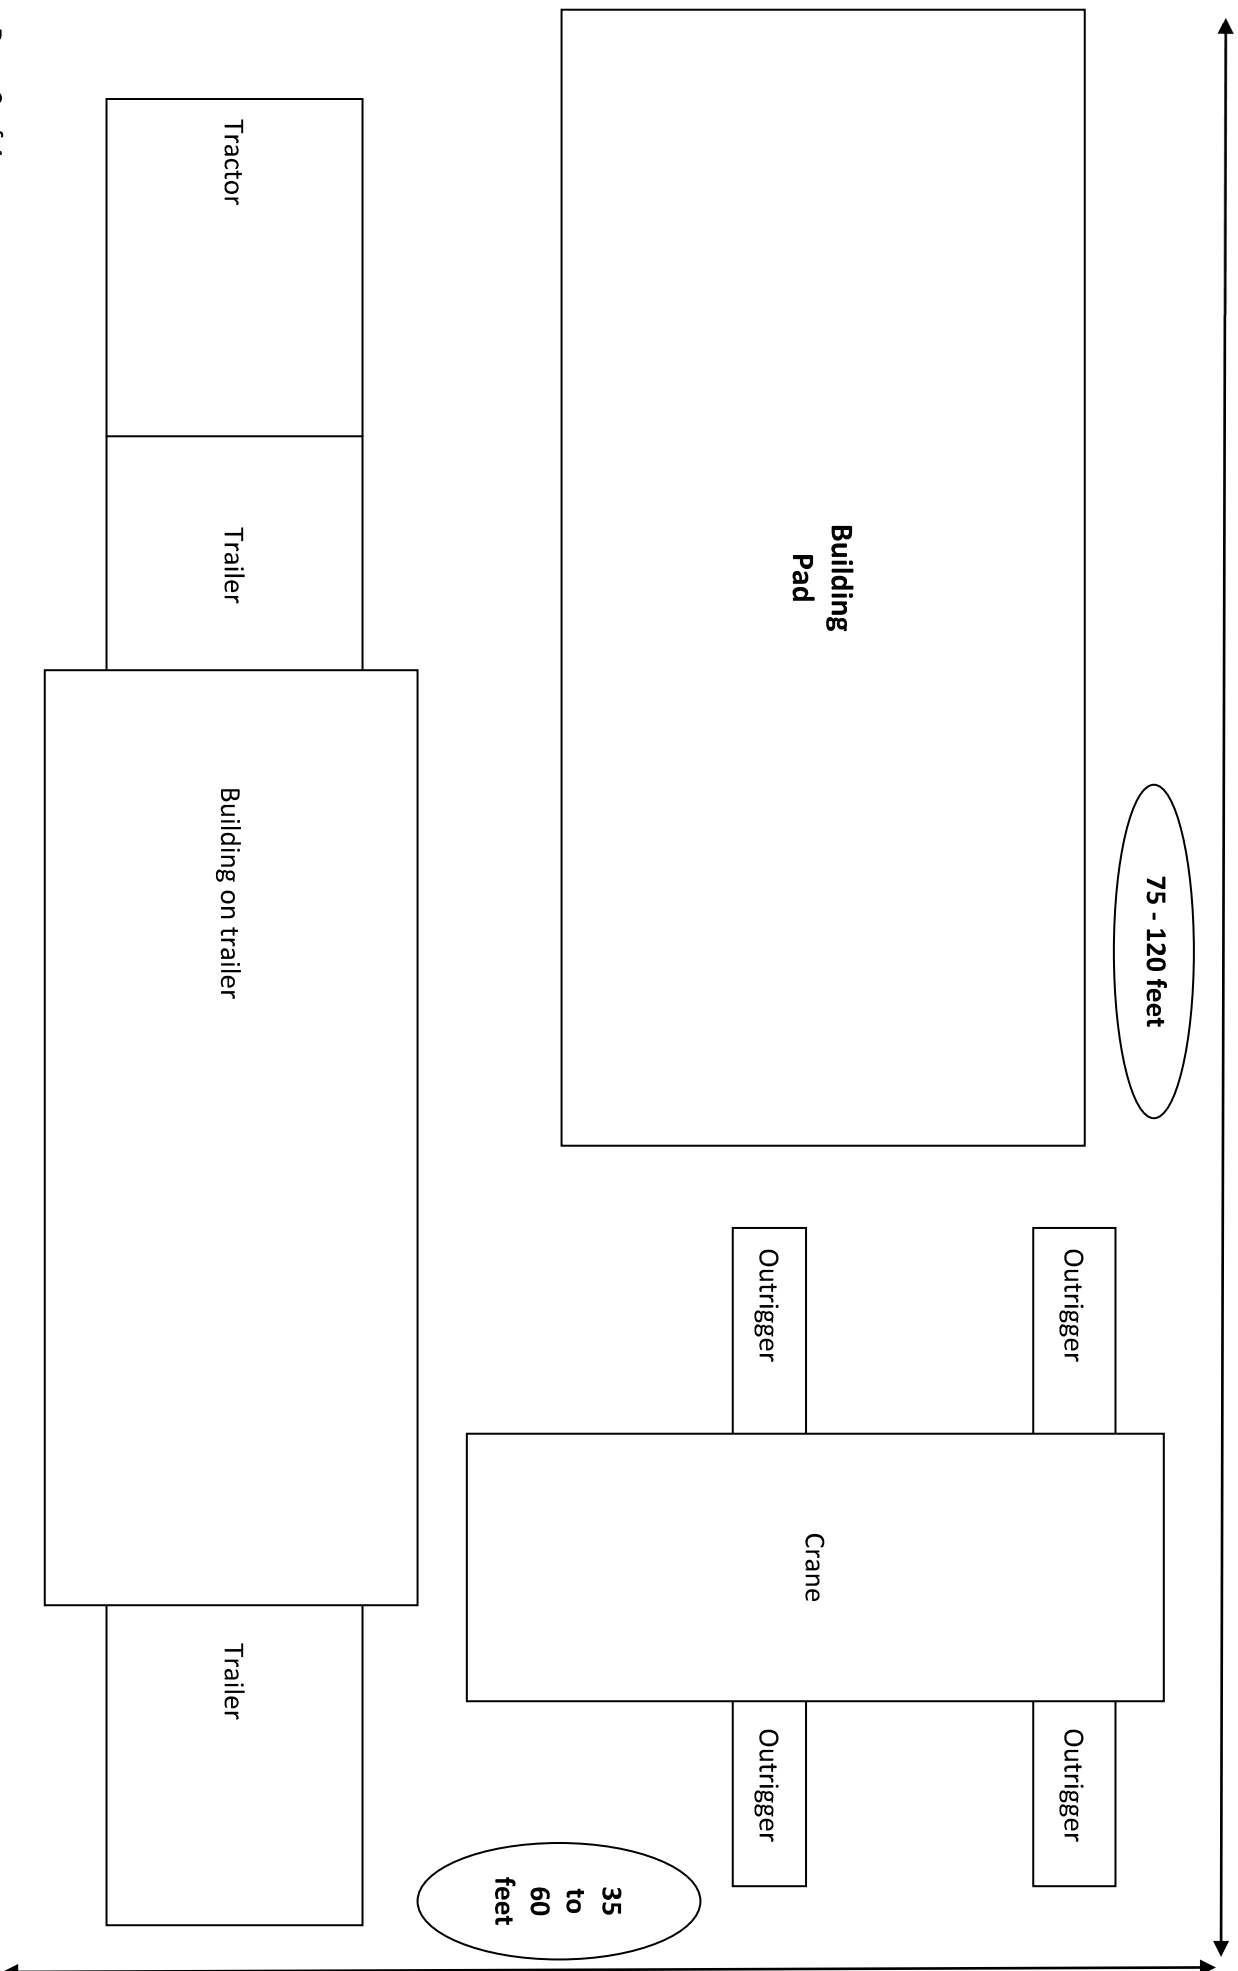 75 - 120 feet
Building
Pad
Outrigger
Outrigger
Outrigger
Outrigger
Crane
35
to
60
feet
Tractor
Trailer
Building on trailer
Trailer